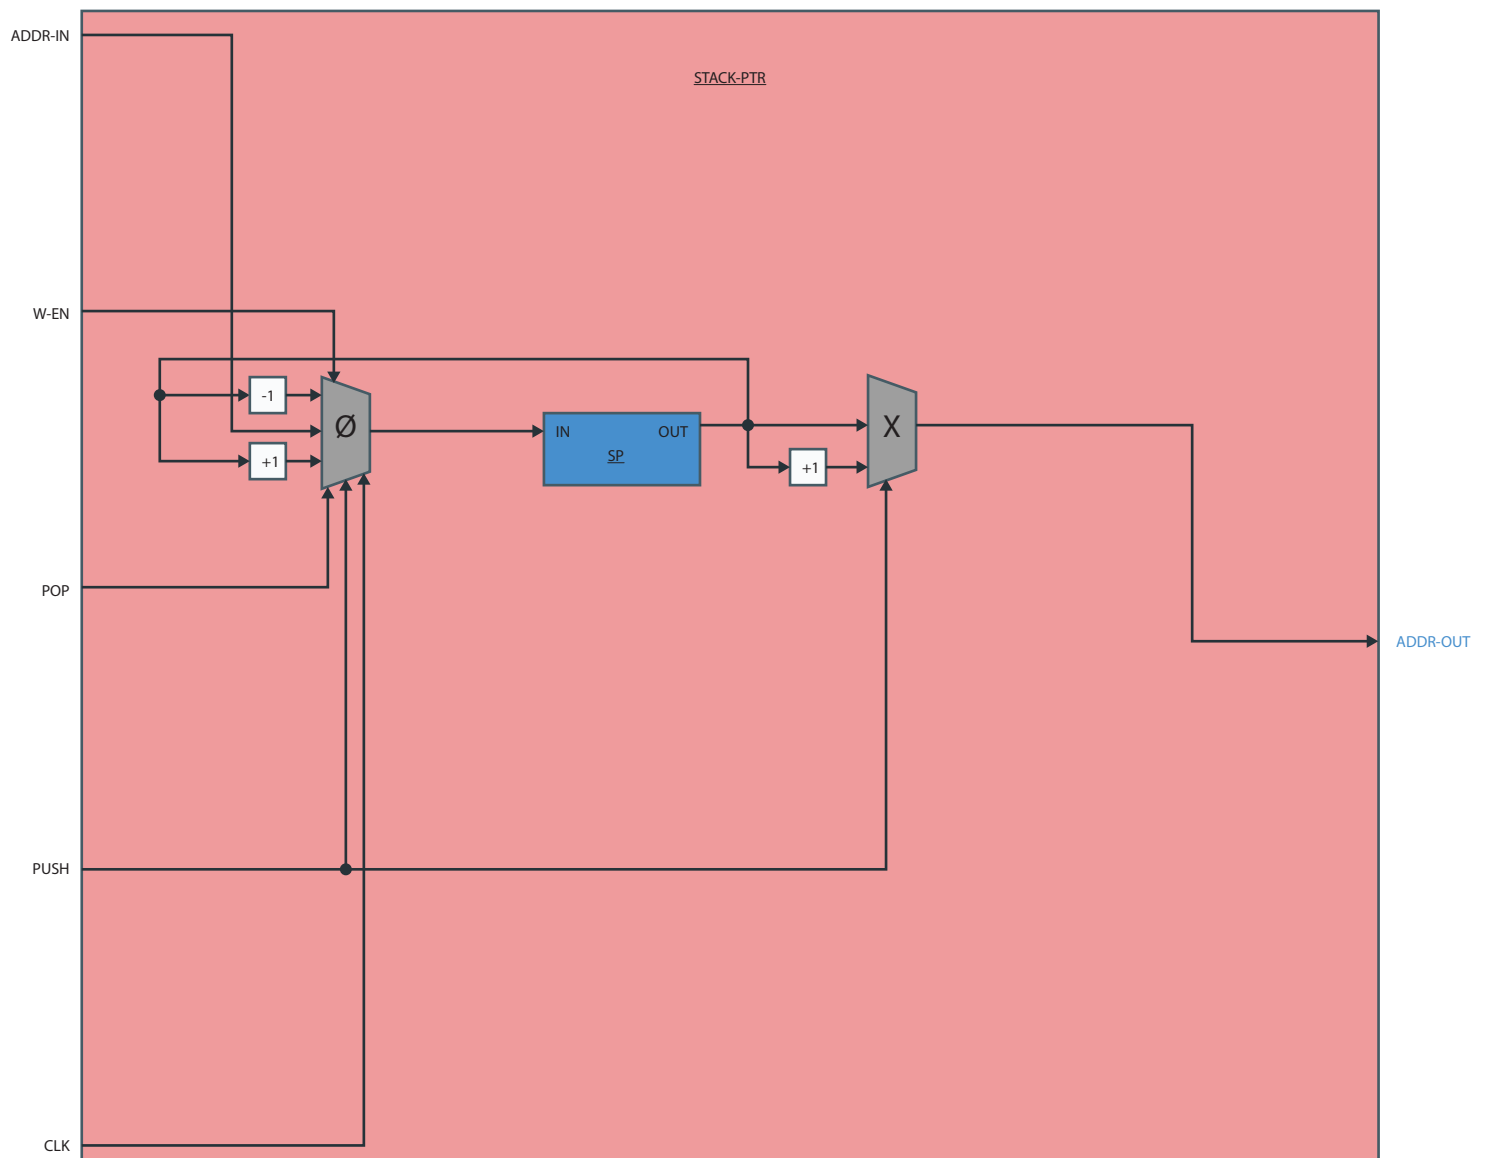 ADDR-IN
STACK-PTR
W-EN
-1
Ø
X
IN
OUT
SP
+1
+1
POP
ADDR-OUT
PUSH
CLK